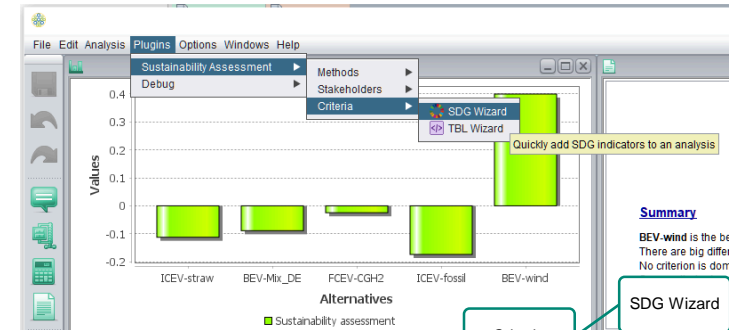 File Edit Analysis Plugins Options Windows Help
Sustainability Assessment
Debug
Methods
Stakeholders
Criteria
SDG Wizard
TBL Wizard
Quickly add SDG indicators to an analysis
Values
0.4
0.3
0.2
0.1
0
-0.1
-0.2
ICEV-straw BEV-Mix_DE FCEV-CGH2 ICEV-fossil BEV-wind
Alternatives
Sustainability assessment
Summary
BEV-wind is the be
There are big differ
No criterion is dom
SDG Wizard